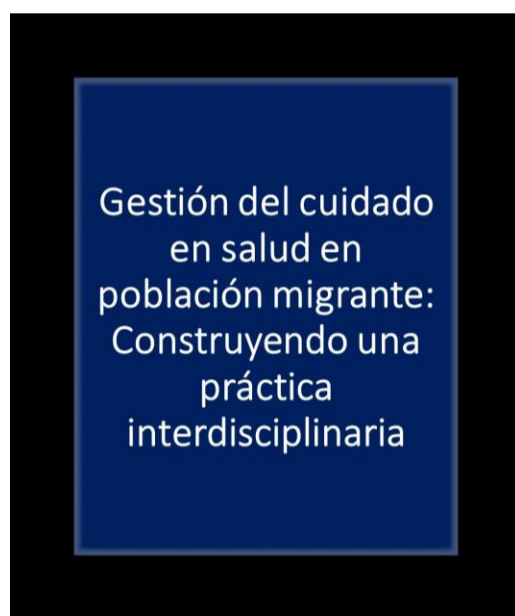 Gestión del cuidado
en salud en
población migrante:
Construyendo una
práctica
interdisciplinaria